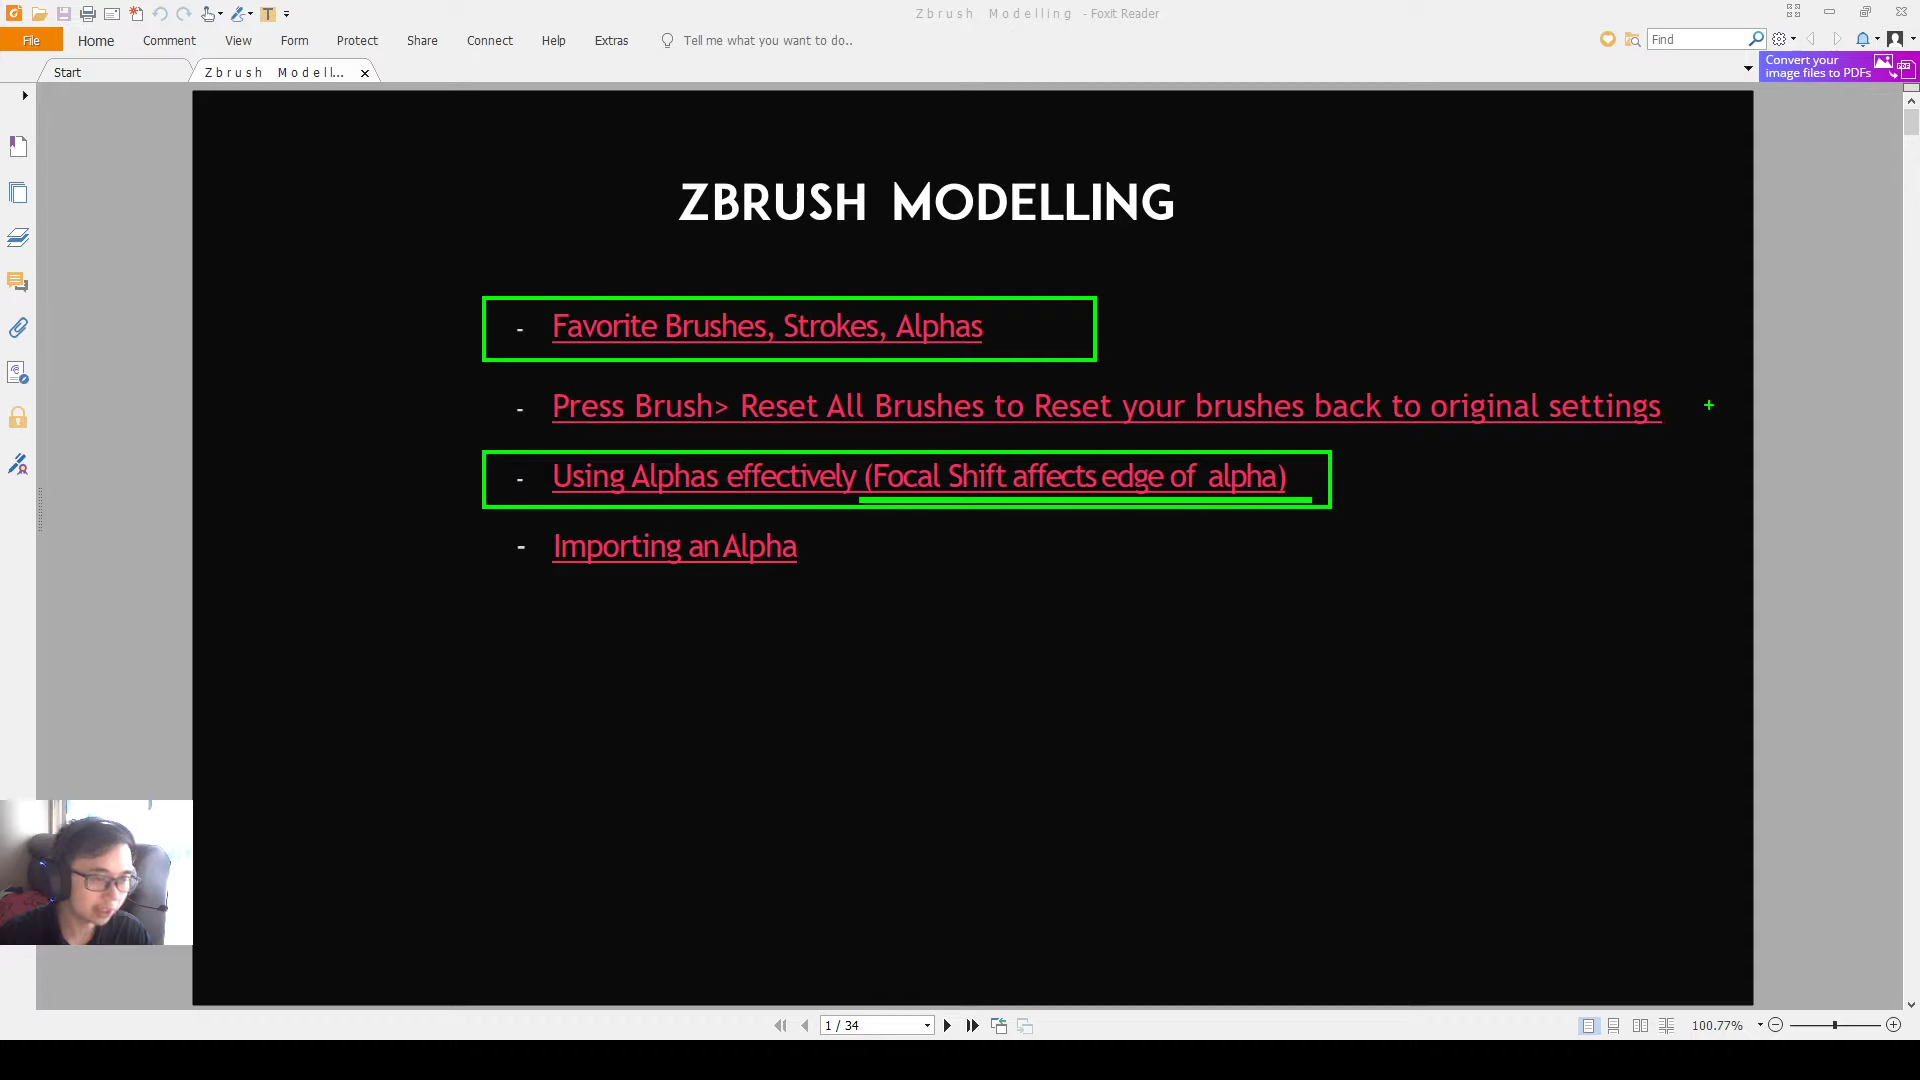 Zbrush Modelling - Foxit Reader
File Home Comment View Form Protect Share Connect Help Extras Tell me what you want to do.. Find
Start Zbrush Modell...
Convert your
image files to PDFs
ZBRUSH MODELLING
- Favorite Brushes, Strokes, Alphas
- Press Brush> Reset All Brushes to Reset your brushes back to original settings
- Using Alphas effectively (Focal Shift affects edge of alpha)
- Importing an Alpha
1 / 34 100.77%